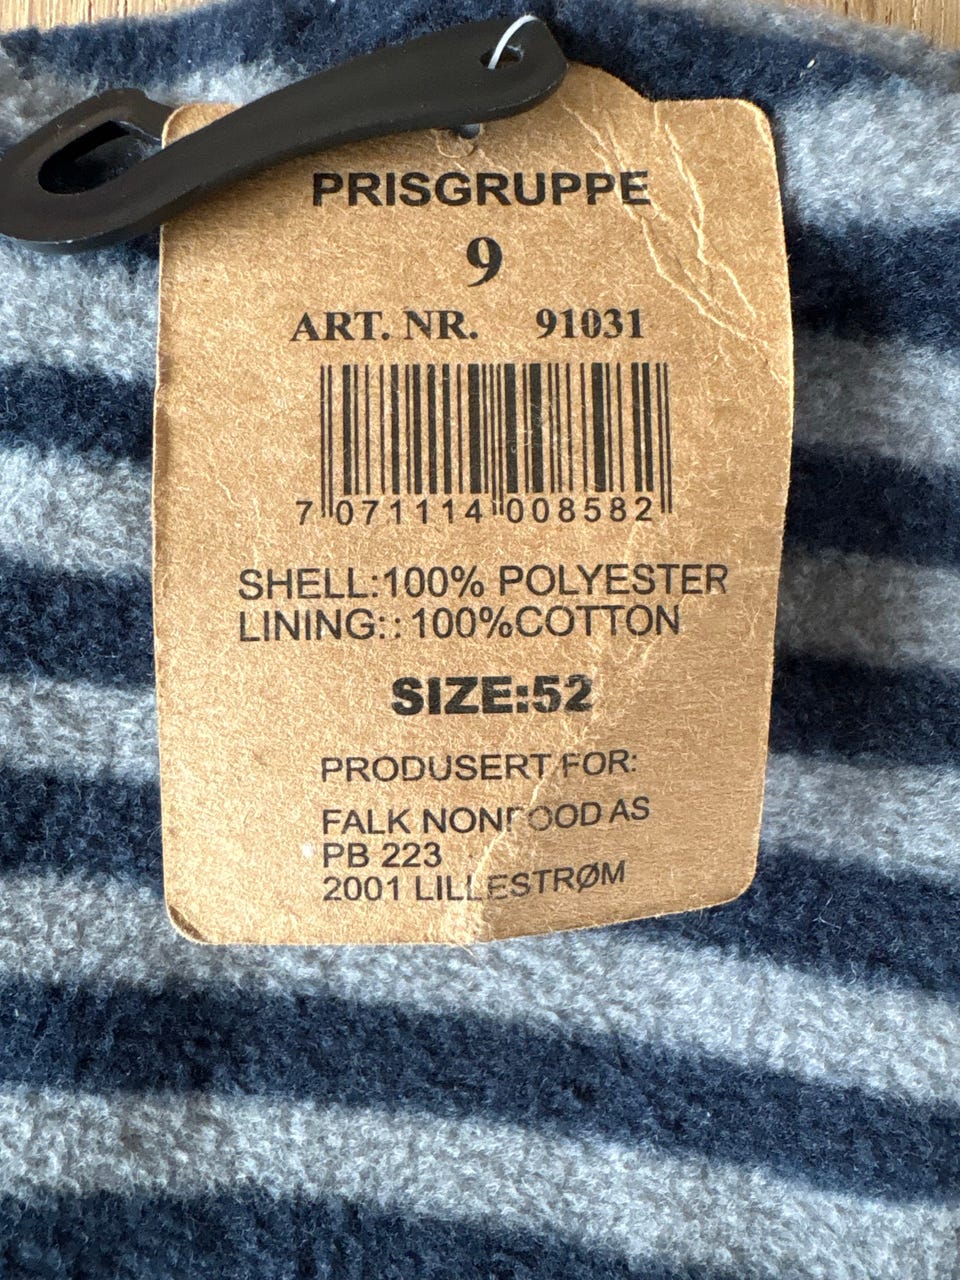 PRISGRUPPE
9
ART. NR. 91031
7 071114 008582
SHELL:100% POLYESTER
LINING::100%COTTON
SIZE:52
PRODUSERT FOR:
FALK NONFOOD AS
PB 223
2001 LILLESTRØM